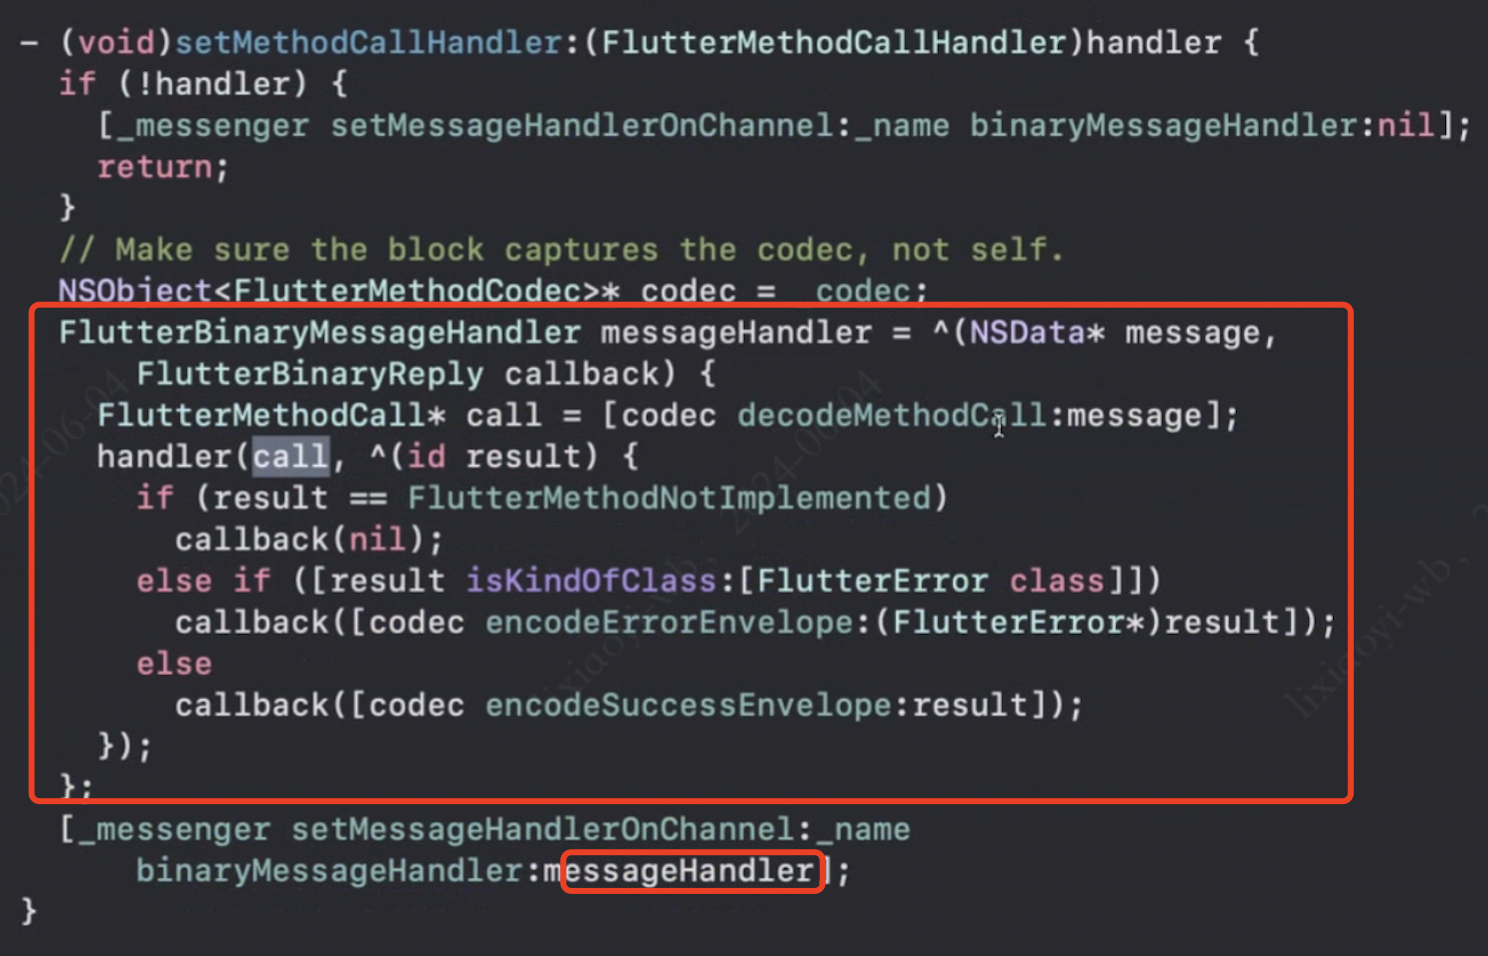 - (void)setMethodCallHandler:(FlutterMethodCallHandler)handler {
if (!handler) {
[_messenger setMessageHandlerOnChannel:_name binaryMessageHandler:nil];
return;
}
// Make sure the block captures the codec, not self.
NSObject<FlutterMethodCodec>* codec = _codec;
FlutterBinaryMessageHandler messageHandler = ^(NSData* message,
FlutterBinaryReply callback) {
FlutterMethodCall* call = [codec decodeMethodCall:message];
handler(call, ^(id result) {
if (result == FlutterMethodNotImplemented)
callback(nil);
else if ([result isKindOfClass:[FlutterError class]])
callback([codec encodeErrorEnvelope:(FlutterError*)result]);
else
callback([codec encodeSuccessEnvelope:result]);
});
};
[_messenger setMessageHandlerOnChannel:_name
binaryMessageHandler:messageHandler];
}